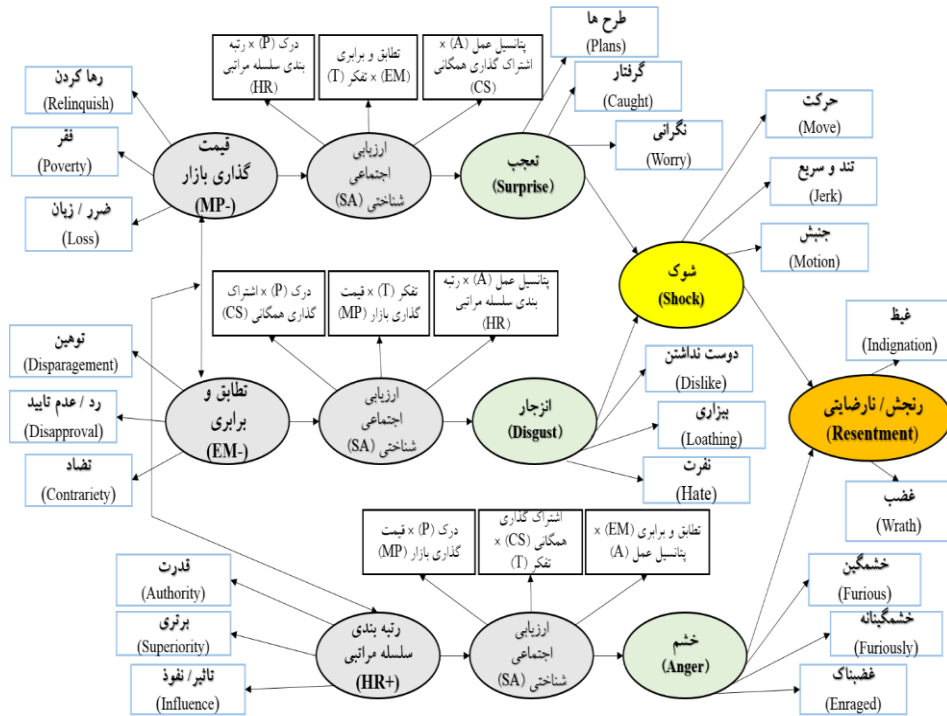 رها کردن
(Relinquish)
فقر
(Poverty)
ضرر / زیان
(Loss)
قیمت
گذاری بازار
(MP-)
درک (P) × رتبه
بندی سلسله مراتبی
(HR)
تطابق و برابری
(EM) × تفکر (T)
پتانسیل عمل (A) ×
اشتراک گذاری همگانی
(CS)
ارزیابی
اجتماعی
شناختی (SA)
تعجب
(Surprise)
طرح ها
(Plans)
گرفتار
(Caught)
نگرانی
(Worry)
حرکت
(Move)
تند و سریع
(Jerk)
جنبش
(Motion)
شوک
(Shock)
توهین
(Disparagement)
رد / عدم تایید
(Disapproval)
تضاد
(Contrariety)
تطابق و
برابری
(EM-)
درک (P) × اشتراک
گذاری همگانی (CS)
تفکر (T) × قیمت
گذاری بازار (MP)
پتانسیل عمل (A) × رتبه
بندی سلسله مراتبی
(HR)
ارزیابی
اجتماعی
شناختی (SA)
انزجار
(Disgust)
دوست نداشتن
(Dislike)
بیزاری
(Loathing)
نفرت
(Hate)
غیظ
(Indignation)
رنجش / نارضایتی
(Resentment)
غضب
(Wrath)
قدرت
(Authority)
برتری
(Superiority)
تاثیر / نفوذ
(Influence)
رتبه بندی
سلسله مراتبی
(HR+)
درک (P) × قیمت
گذاری بازار (MP)
اشتراک گذاری
همگانی (CS) ×
تفکر (T)
تطابق و برابری (EM) ×
پتانسیل عمل (A)
ارزیابی
اجتماعی
شناختی (SA)
خشم
(Anger)
خشمگین
(Furious)
خشمگینانه
(Furiously)
غضبناک
(Enraged)